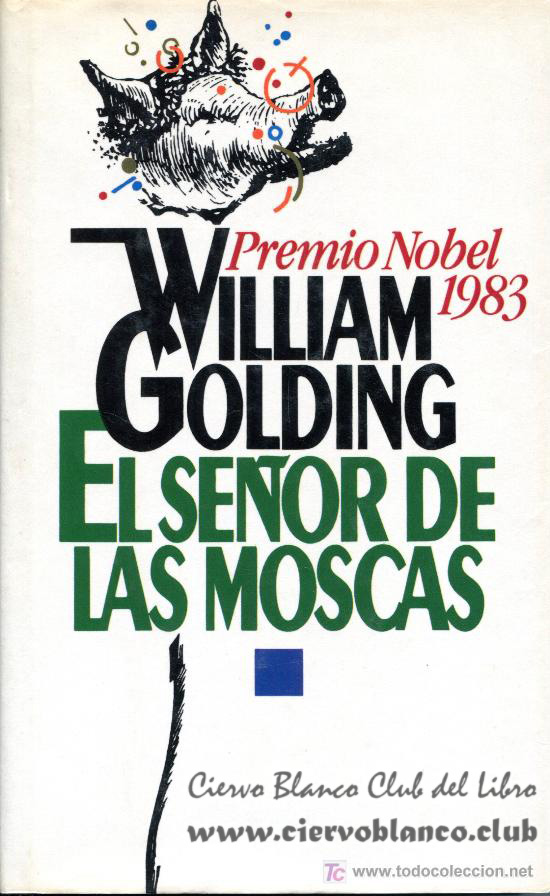 Premio Nobel
1983
WILLIAM
GOLDING
EL SEÑOR DE
LAS MOSCAS
Ciervo Blanco Club del Libro
www.ciervoblanco.club
TC www.todocoleccion.net